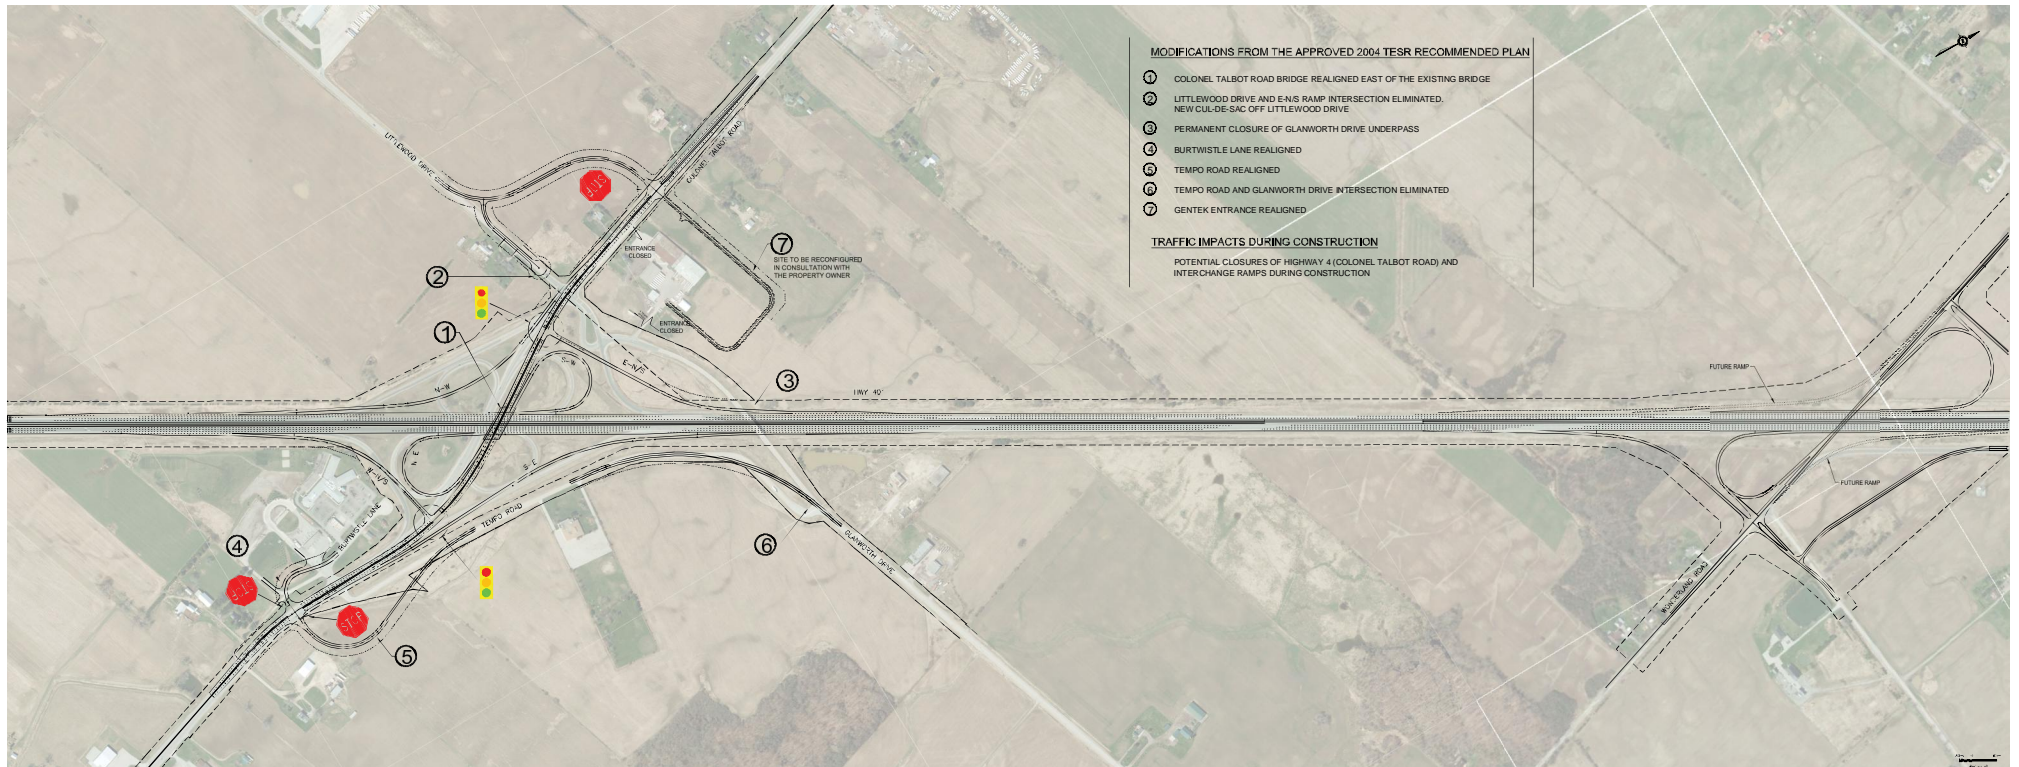 MODIFICATIONS FROM THE APPROVED 2004 TESR RECOMMENDED PLAN
1 COLONEL TALBOT ROAD BRIDGE REALIGNED EAST OF THE EXISTING BRIDGE
2 LITTLEWOOD DRIVE AND E-N/S RAMP INTERSECTION ELIMINATED.
NEW CUL-DE-SAC OFF LITTLEWOOD DRIVE
3 PERMANENT CLOSURE OF GLANWORTH DRIVE UNDERPASS
4 BURTWISTLE LANE REALIGNED
5 TEMPO ROAD REALIGNED
6 TEMPO ROAD AND GLANWORTH DRIVE INTERSECTION ELIMINATED
7 GENTEK ENTRANCE REALIGNED
TRAFFIC IMPACTS DURING CONSTRUCTION
POTENTIAL CLOSURES OF HIGHWAY 4 (COLONEL TALBOT ROAD) AND
INTERCHANGE RAMPS DURING CONSTRUCTION
LITTLEWOOD DRIVE
COLONEL TALBOT ROAD
STOP
ENTRANCE
CLOSED
7
SITE TO BE RECONFIGURED
IN CONSULTATION WITH
THE PROPERTY OWNER
2
1
ENTRANCE
CLOSED
S-W
E-N/S
N-W
3
HWY 40
FUTURE RAMP
N E
S-E
W-N/S
FUTURE RAMP
TEMPO ROAD
BURTWISTLE LANE
6
GLANWORTH DRIVE
4
STOP
STOP
5
WONDERLAND ROAD